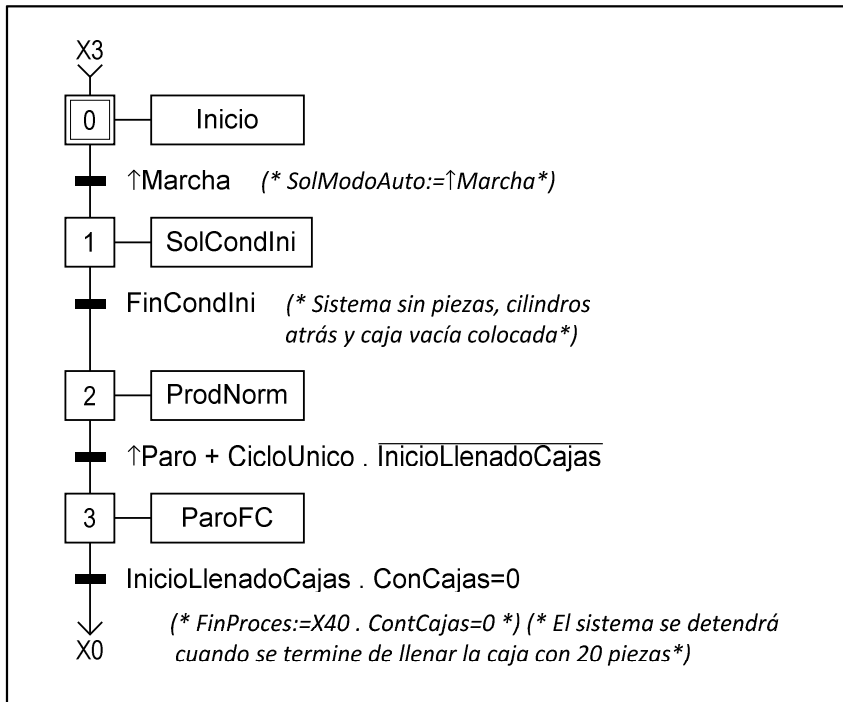 X3
0 Inicio
↑Marcha (* SolModoAuto:=↑Marcha*)
1 SolCondIni
FinCondIni (* Sistema sin piezas, cilindros
atrás y caja vacía colocada*)
2 ProdNorm
↑Paro + CicloUnico . I̅n̅i̅c̅i̅o̅L̅l̅e̅n̅a̅d̅o̅C̅a̅j̅a̅s̅
3 ParoFC
InicioLlenadoCajas . ConCajas=0
(* FinProces:=X40 . ContCajas=0 *) (* El sistema se detendrá
X0 cuando se termine de llenar la caja con 20 piezas*)